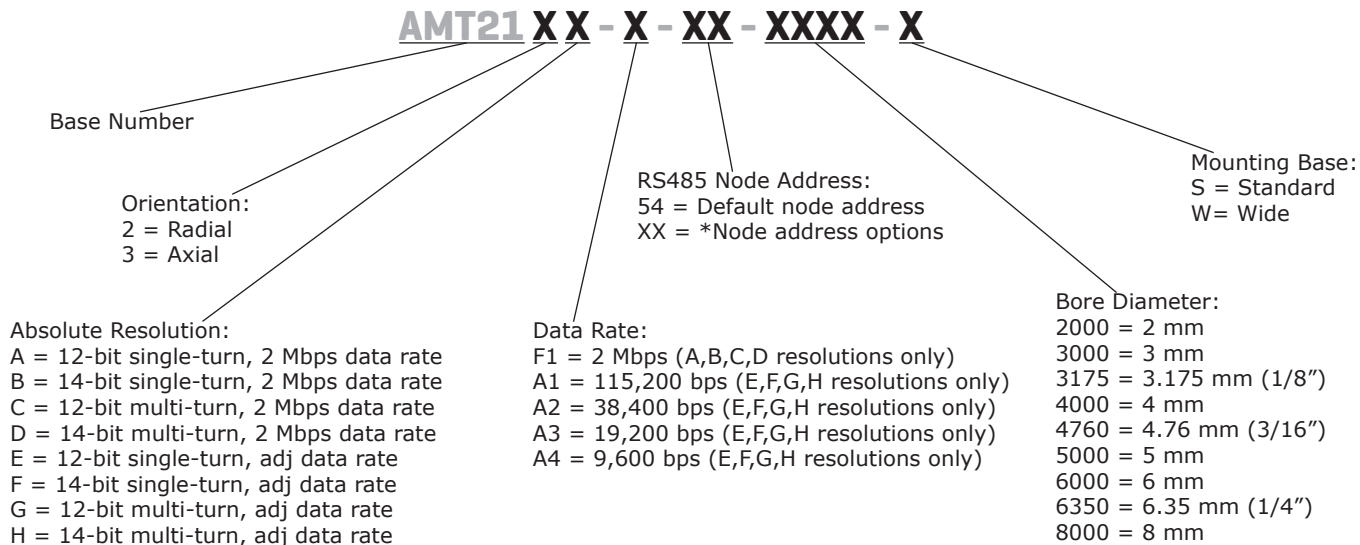 AMT21 X X - X - XX - XXXX - X
Base Number
Orientation:
2 = Radial
3 = Axial
Absolute Resolution:
A = 12-bit single-turn, 2 Mbps data rate
B = 14-bit single-turn, 2 Mbps data rate
C = 12-bit multi-turn, 2 Mbps data rate
D = 14-bit multi-turn, 2 Mbps data rate
E = 12-bit single-turn, adj data rate
F = 14-bit single-turn, adj data rate
G = 12-bit multi-turn, adj data rate
H = 14-bit multi-turn, adj data rate
Data Rate:
F1 = 2 Mbps (A,B,C,D resolutions only)
A1 = 115,200 bps (E,F,G,H resolutions only)
A2 = 38,400 bps (E,F,G,H resolutions only)
A3 = 19,200 bps (E,F,G,H resolutions only)
A4 = 9,600 bps (E,F,G,H resolutions only)
RS485 Node Address:
54 = Default node address
XX = *Node address options
Bore Diameter:
2000 = 2 mm
3000 = 3 mm
3175 = 3.175 mm (1/8″)
4000 = 4 mm
4760 = 4.76 mm (3/16″)
5000 = 5 mm
6000 = 6 mm
6350 = 6.35 mm (1/4″)
8000 = 8 mm
Mounting Base:
S = Standard
W= Wide